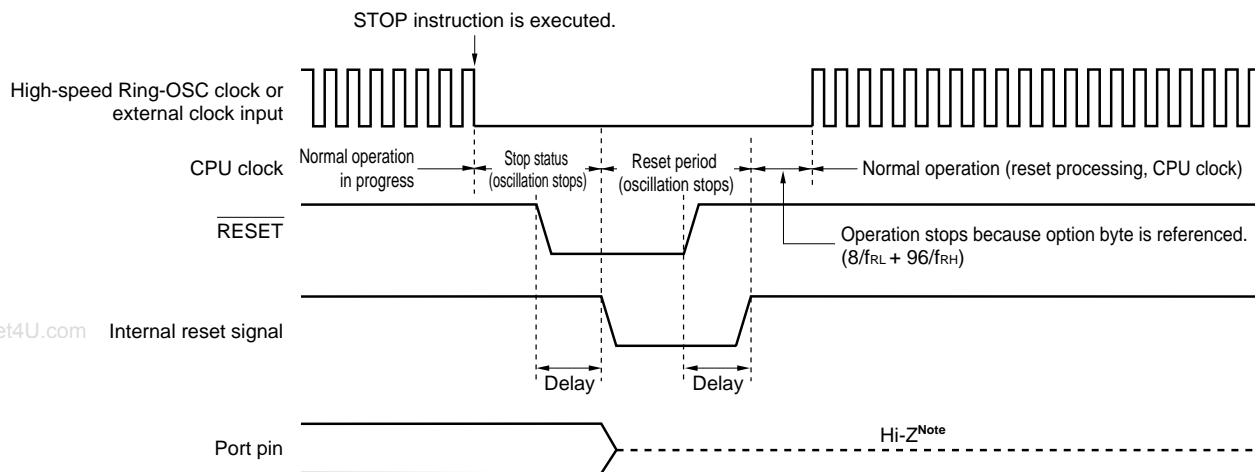 STOP instruction is executed.
High-speed Ring-OSC clock or
external clock input
CPU clock
Normal operation
in progress
Stop status
(oscillation stops)
Reset period
(oscillation stops)
Normal operation (reset processing, CPU clock)
RESET
Operation stops because option byte is referenced.
(8/fRL + 96/fRH)
et4U.com
Internal reset signal
Delay
Delay
Port pin
Hi-ZNote